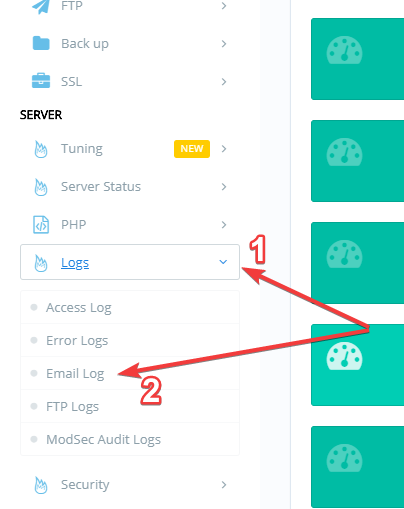 FTP
Back up
SSL
SERVER
Tuning NEW
Server Status
PHP
Logs 1
Access Log
Error Logs
Email Log
2
FTP Logs
ModSec Audit Logs
Security